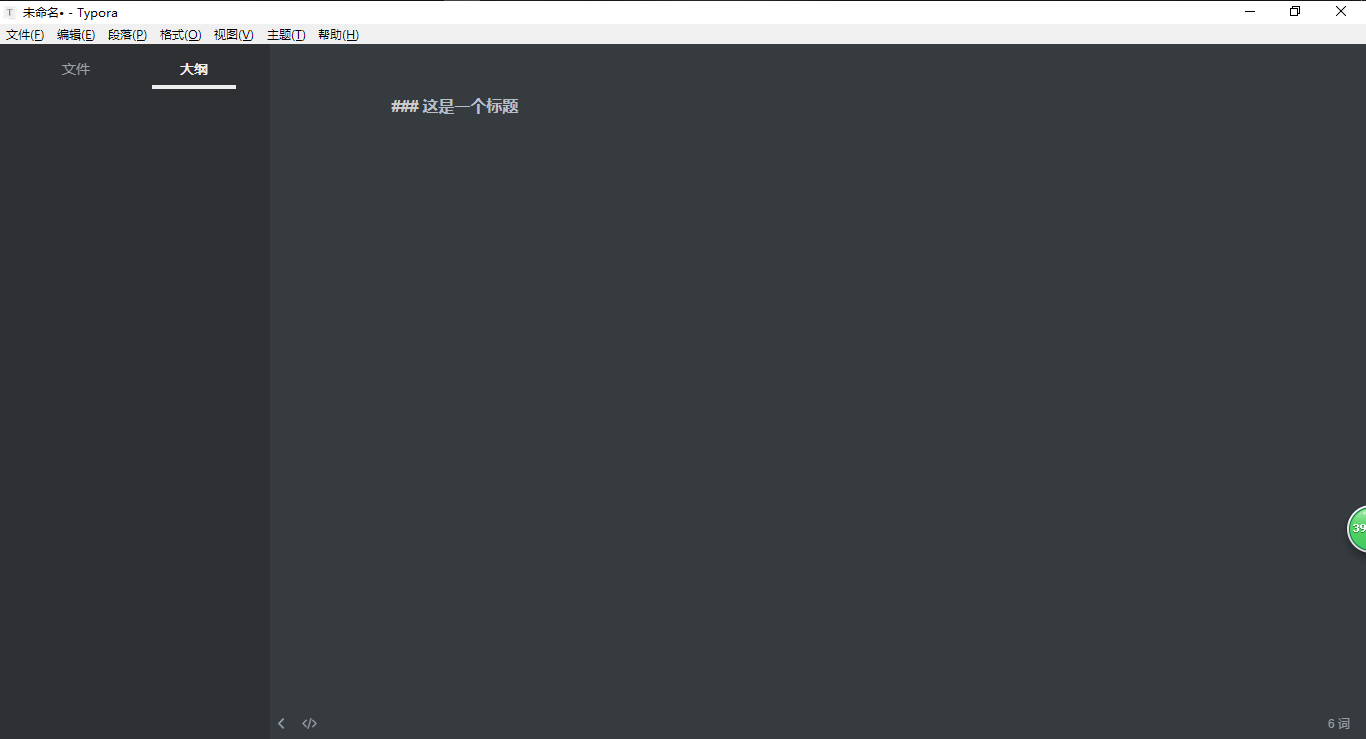 T 未命名• - Typora
文件(F) 编辑(E) 段落(P) 格式(O) 视图(V) 主题(T) 帮助(H)
文件 大纲
### 这是一个标题
39
6 词